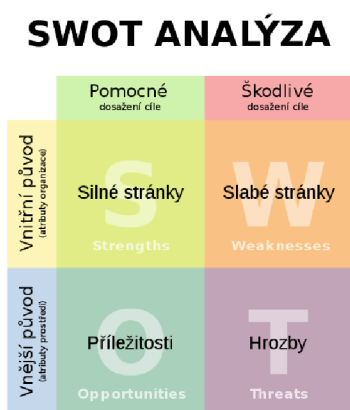 SWOT ANALÝZA
Pomocné
dosažení cíle
Škodlivé
dosažení cíle
Vnitřní původ
(atributy organizace)
S
Silné stránky
Strengths
W
Slabé stránky
Weaknesses
Vnější původ
(atributy prostředí)
O
Příležitosti
Opportunities
T
Hrozby
Threats